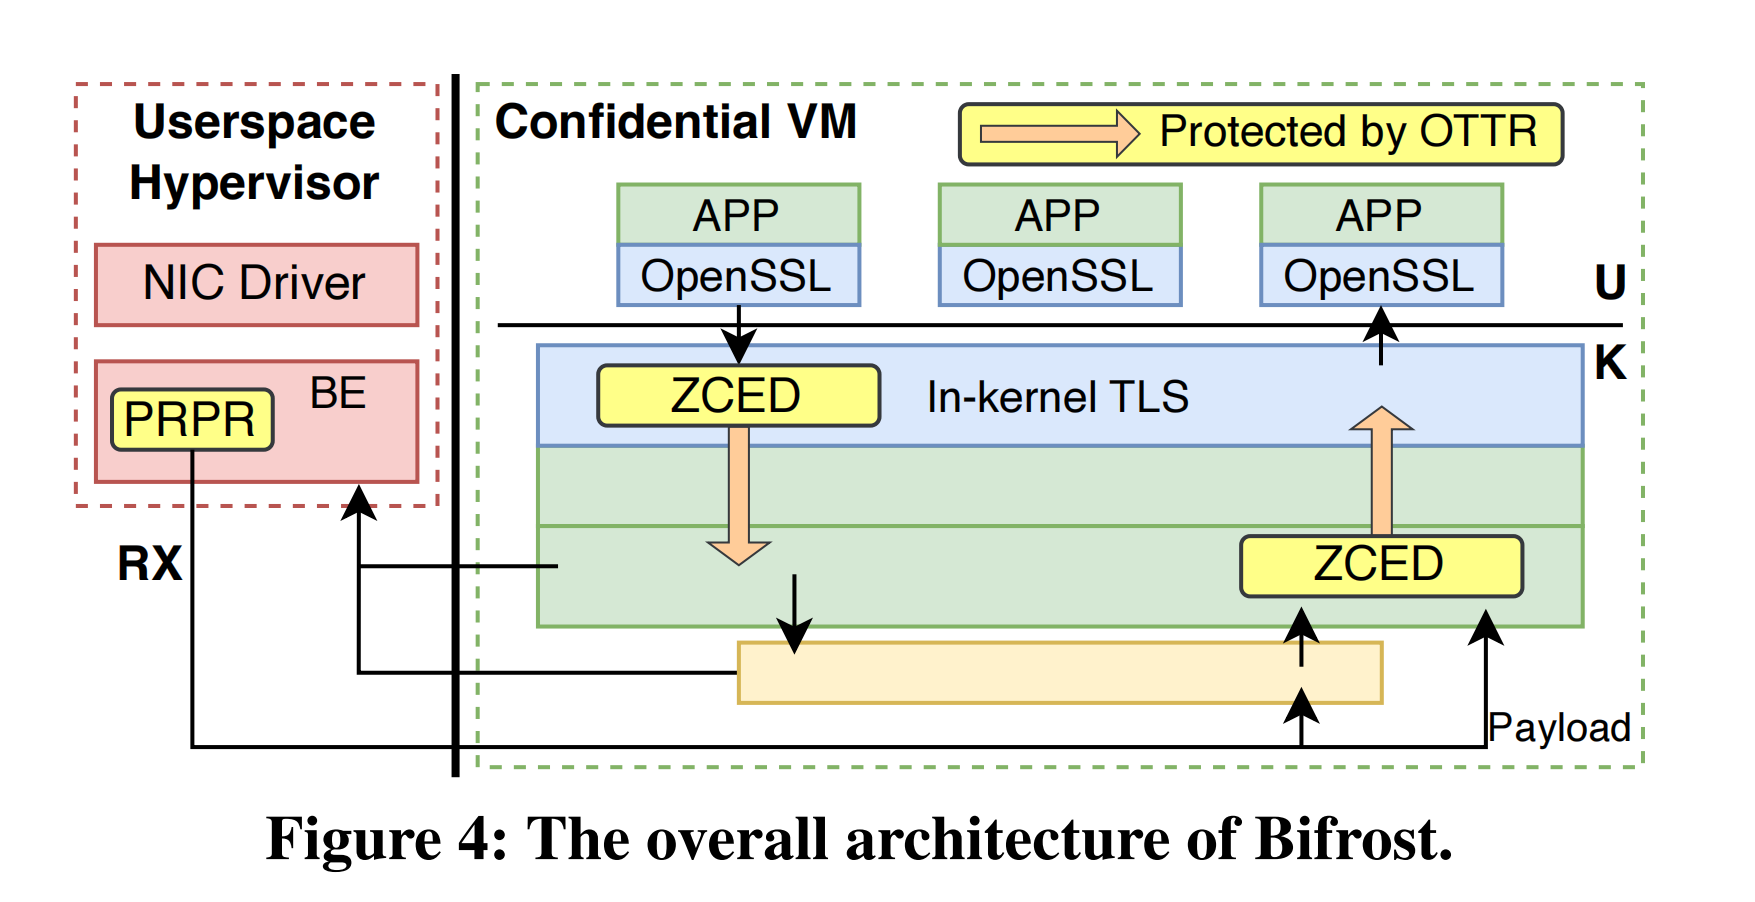 Userspace
Hypervisor
NIC Driver
BE
PRPR
RX
Confidential VM
Protected by OTTR
APP
APP
APP
OpenSSL
OpenSSL
OpenSSL
U
K
ZCED
In-kernel TLS
ZCED
Payload
Figure 4: The overall architecture of Bifrost.